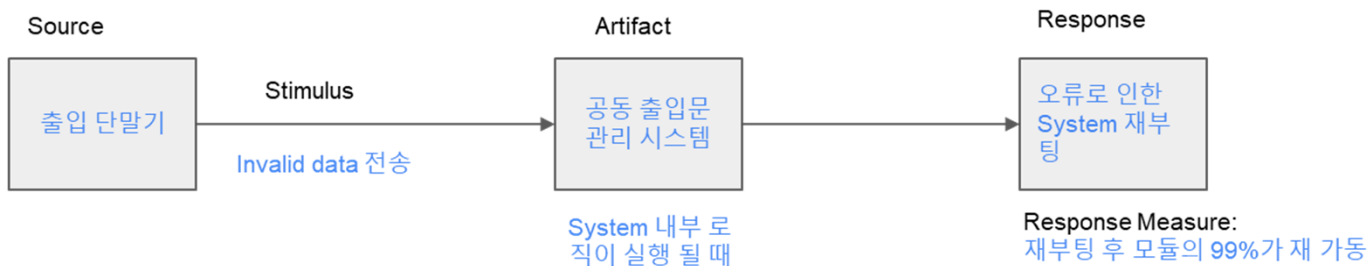 Source
Artifact
Response
출입 단말기
Stimulus
Invalid data 전송
공동 출입문
관리 시스템
System 내부 로
직이 실행 될 때
오류로 인한
System 재부
팅
Response Measure:
재부팅 후 모듈의 99%가 재 가동